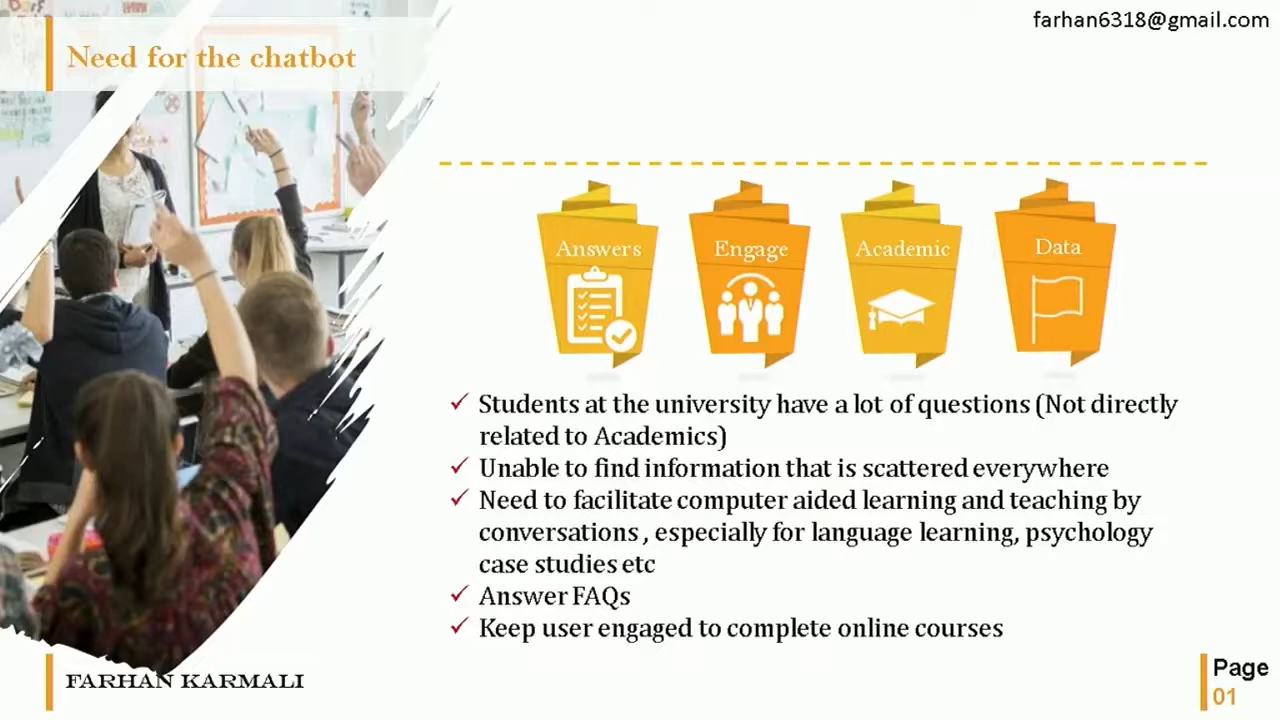 farhan6318@gmail.com
Need for the chatbot
Answers
Engage
Academic
Data
Students at the university have a lot of questions (Not directly
related to Academics)
Unable to find information that is scattered everywhere
Need to facilitate computer aided learning and teaching by
conversations , especially for language learning, psychology
case studies etc
Answer FAQs
Keep user engaged to complete online courses
FARHAN KARMALI
Page
01